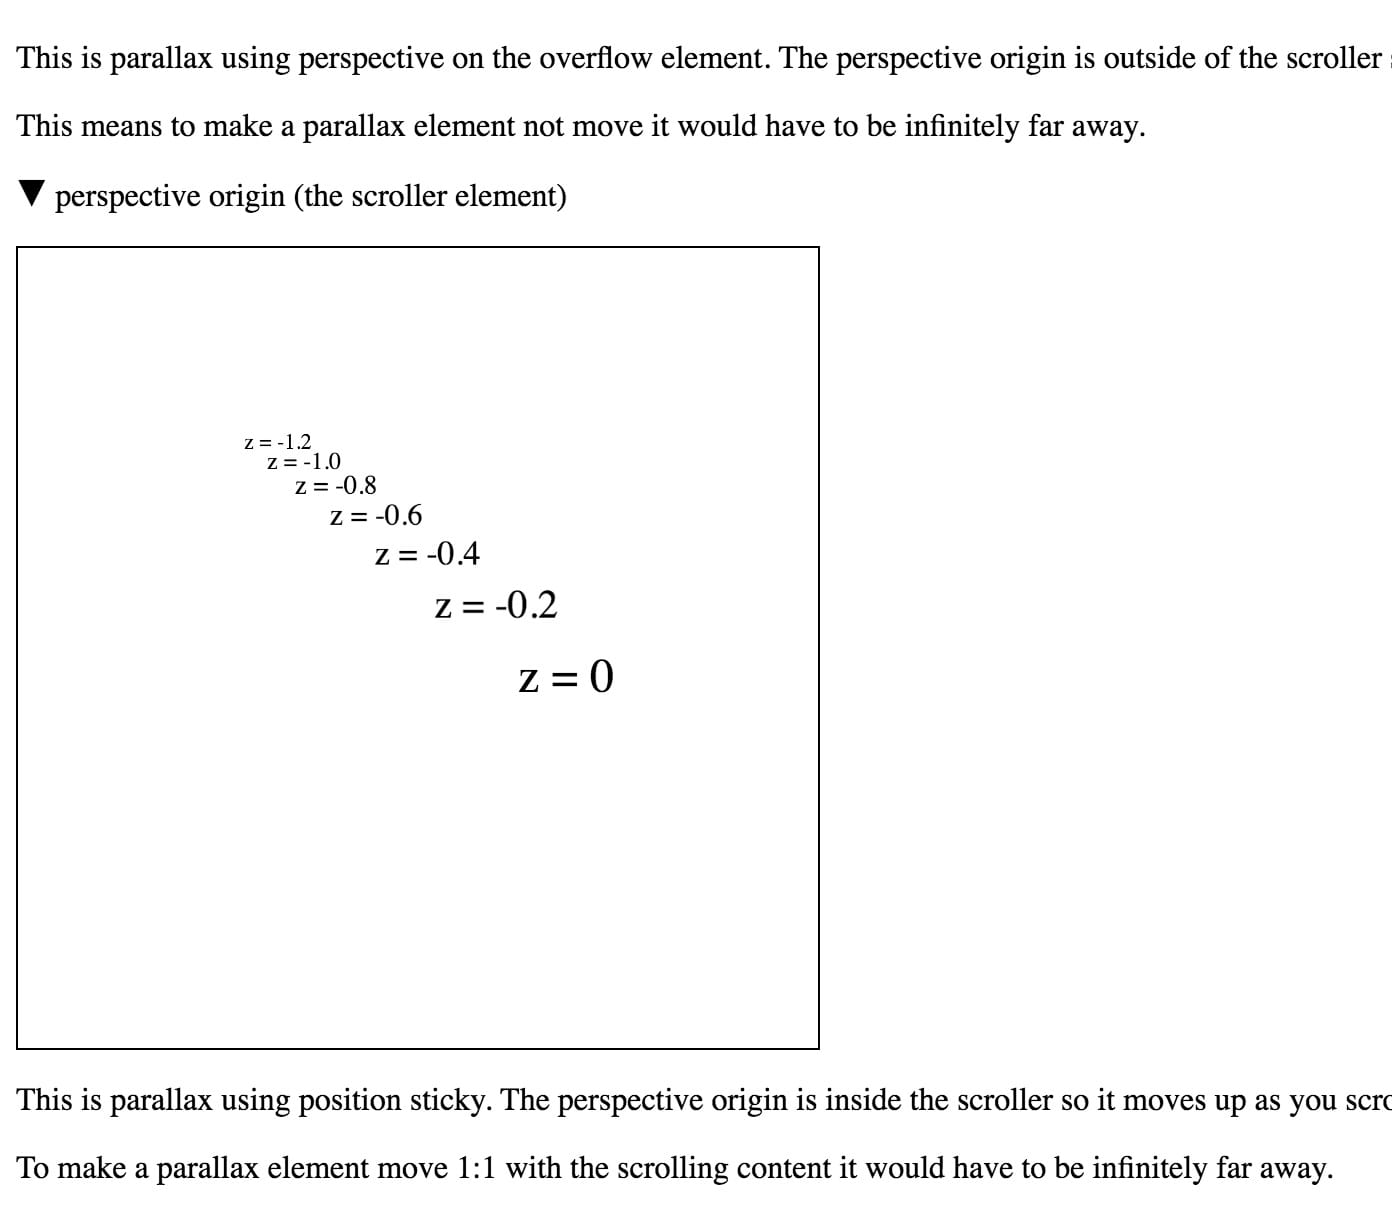 This is parallax using perspective on the overflow element. The perspective origin is outside of the scroller
This means to make a parallax element not move it would have to be infinitely far away.
▼ perspective origin (the scroller element)
z = -1.2
z = -1.0
z = -0.8
z = -0.6
z = -0.4
z = -0.2
z = 0
This is parallax using position sticky. The perspective origin is inside the scroller so it moves up as you
To make a parallax element move 1:1 with the scrolling content it would have to be infinitely far away.